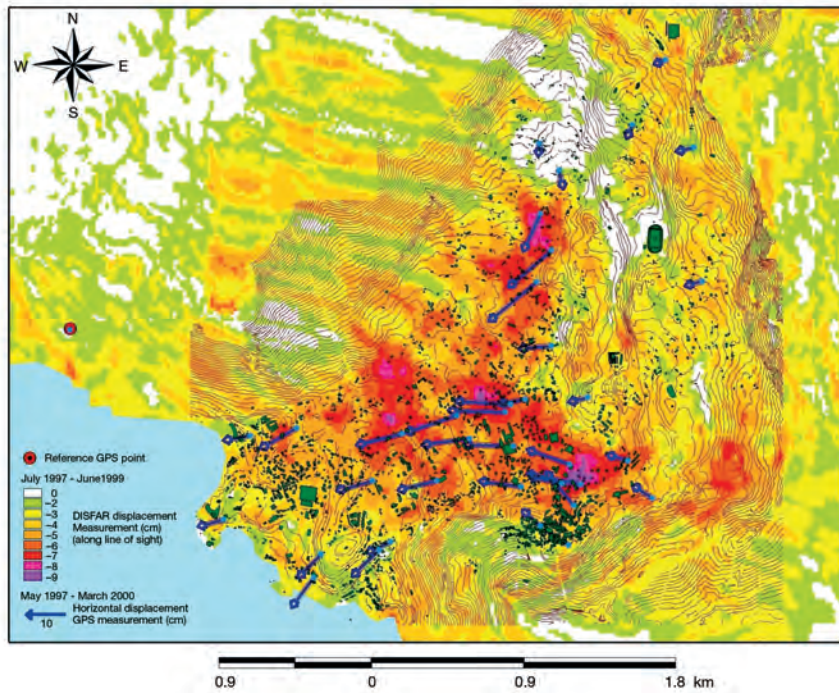 N
W E
S
Reference GPS point
July 1997 - June1999
0
-2
-3
-4
-5
-6
-7
-8
-9
DISFAR displacement
Measurement (cm)
(along line of sight)
May 1997 - March 2000
10
Horizontal displacement
GPS measurement (cm)
0.9 0 0.9 1.8 km